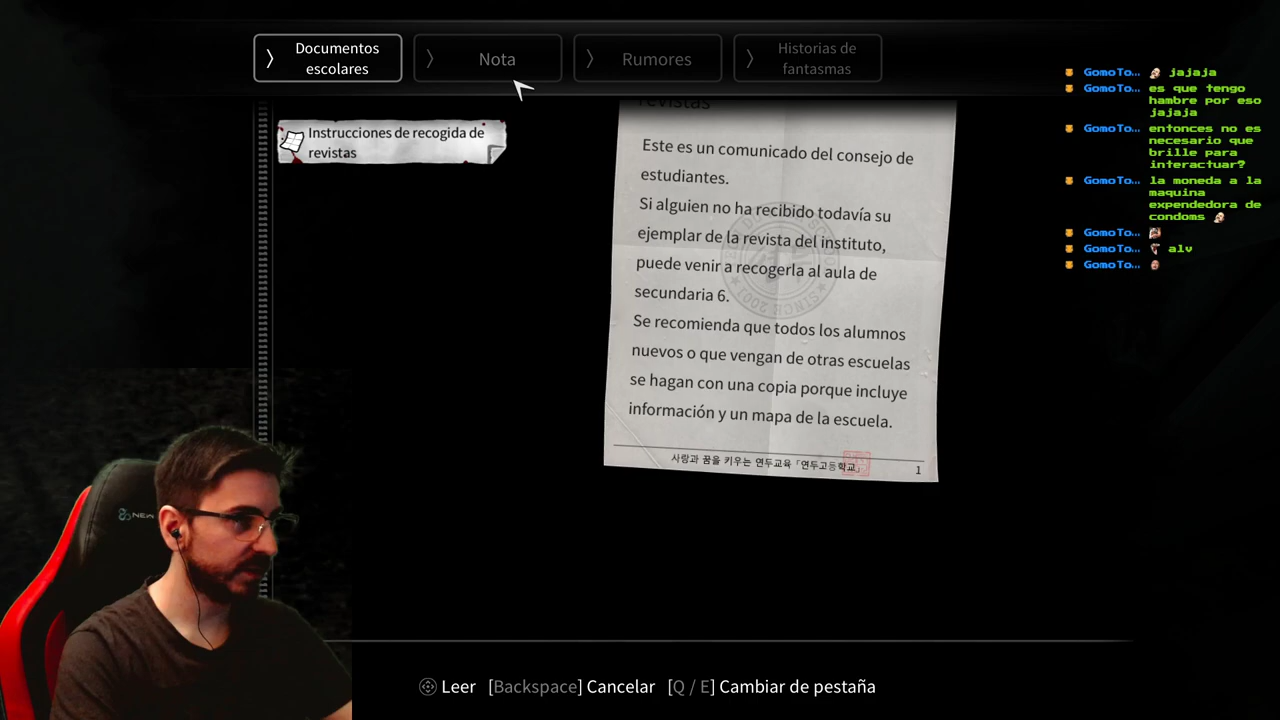 Documentos
escolares
Nota
Rumores
Historias de
fantasmas
Instrucciones de recogida de
revistas
revistas
Este es un comunicado del consejo de
estudiantes.
Si alguien no ha recibido todavía su
ejemplar de la revista del instituto,
puede venir a recogerla al aula de
secundaria 6.
Se recomienda que todos los alumnos
nuevos o que vengan de otras escuelas
se hagan con una copia porque incluye
información y un mapa de la escuela.
사랑과 꿈을 키우는 연두교육 「연두고등학교」
1
GomoTo... jajaja
GomoTo... es que tengo
hambre por eso
jajaja
GomoTo... entonces no es
necesario que
brille para
interactuar?
GomoTo... la moneda a la
maquina
expendedora de
condoms
GomoTo...
GomoTo... alv
GomoTo...
Leer [Backspace] Cancelar [Q / E] Cambiar de pestaña